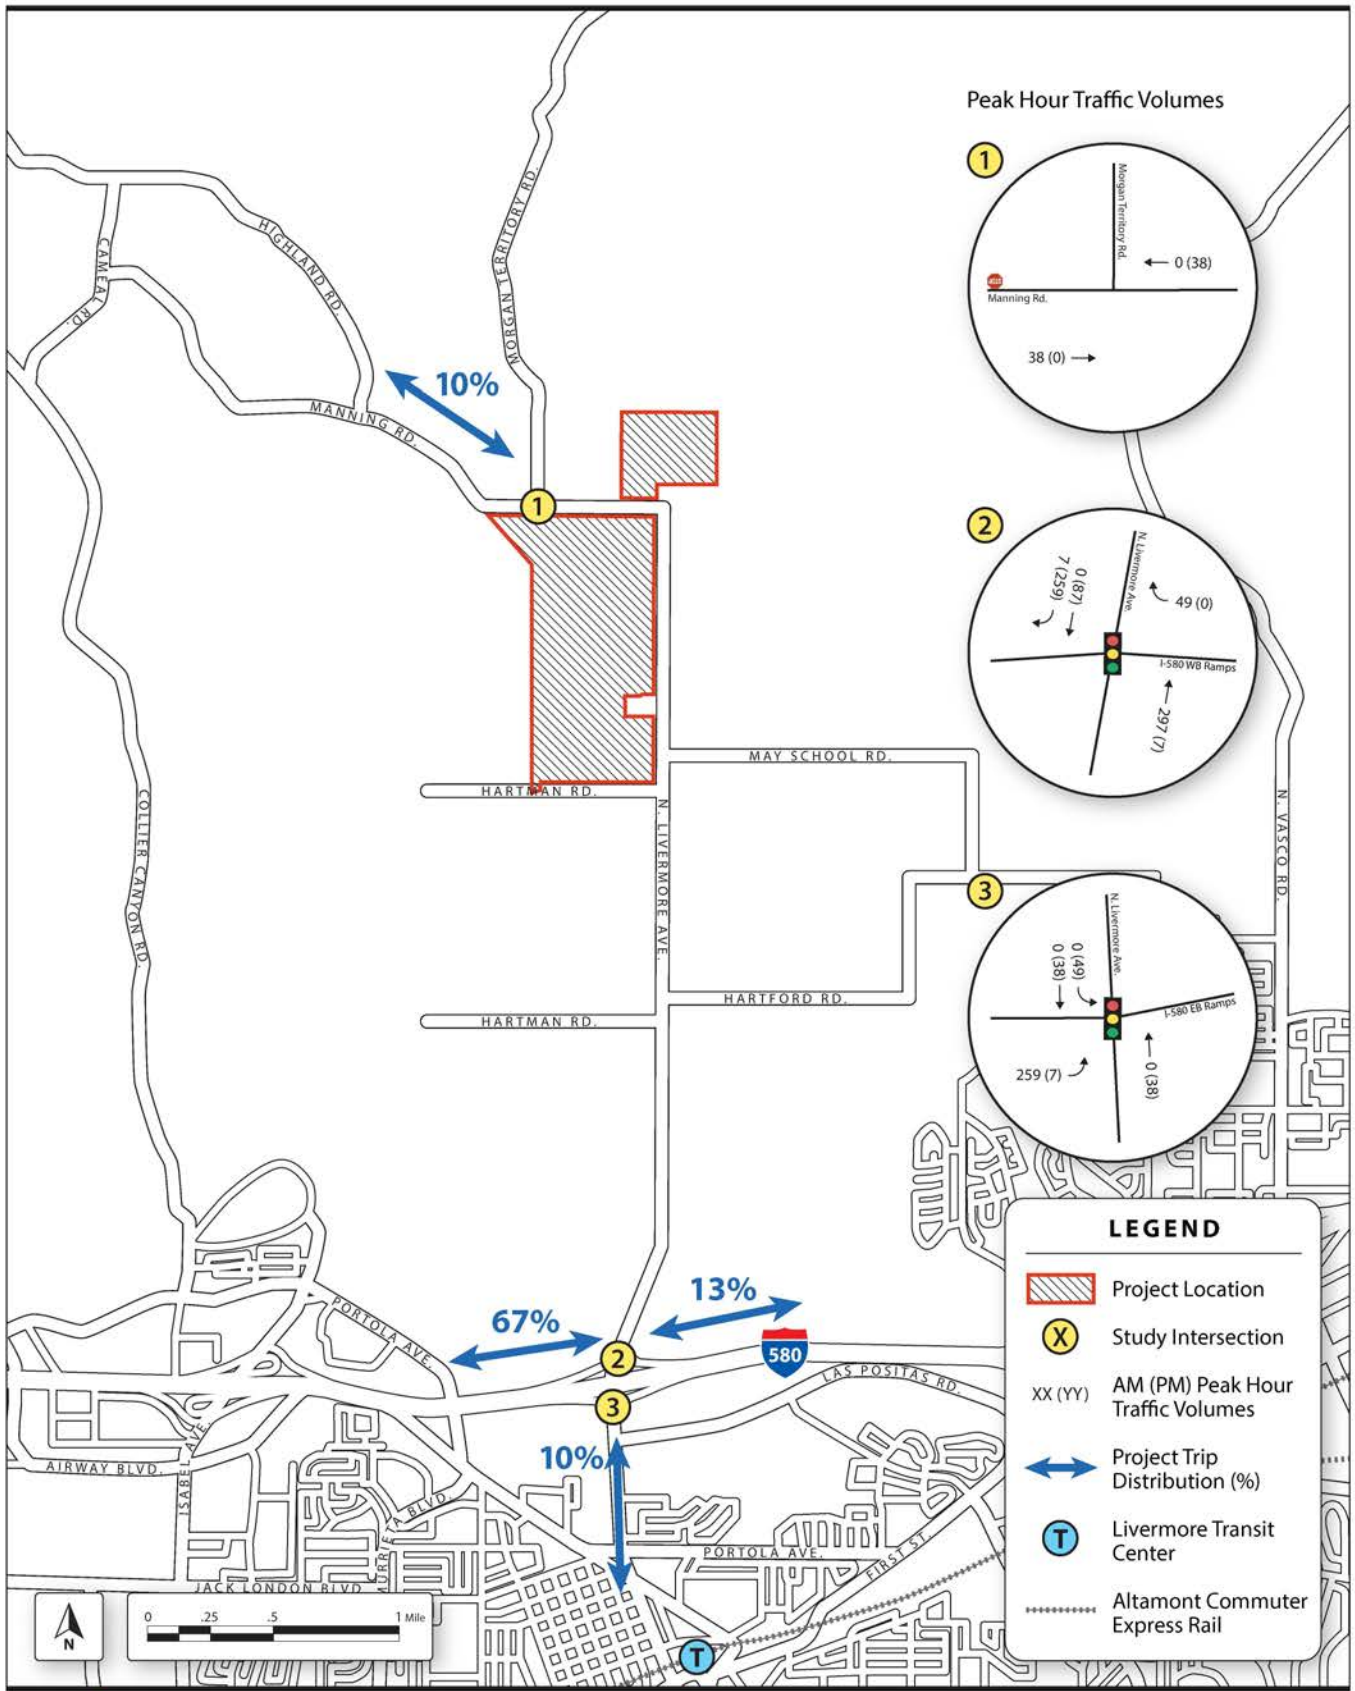 Peak Hour Traffic Volumes
1
Morgan Territory Rd.
0 (38)
Manning Rd.
38 (0)
2
N. Livermore Ave.
0 (87)
7 (259)
49 (0)
I-580 WB Ramps
297 (7)
3
N. Livermore Ave.
0 (49)
0 (38)
I-580 EB Ramps
259 (7)
0 (38)
MORGAN TERRITORY RD.
HIGHLAND RD.
CAMEAL RD.
10%
MANNING RD.
1
MAY SCHOOL RD.
HARTMAN RD.
N. LIVERMORE AVE.
COLLIER CANYON RD.
N. VASCO RD.
HARTFORD RD.
HARTMAN RD.
13%
67%
PORTOLA AVE.
2
580
3
LAS POSITAS RD.
10%
ISABEL AVE.
AIRWAY BLVD.
MURRIETA BLVD.
PORTOLA AVE.
FIRST ST.
JACK LONDON BLVD.
T
N
0 .25 .5 1 Mile
LEGEND
Project Location
X
Study Intersection
XX (YY)
AM (PM) Peak Hour
Traffic Volumes
Project Trip
Distribution (%)
T
Livermore Transit
Center
Altamont Commuter
Express Rail